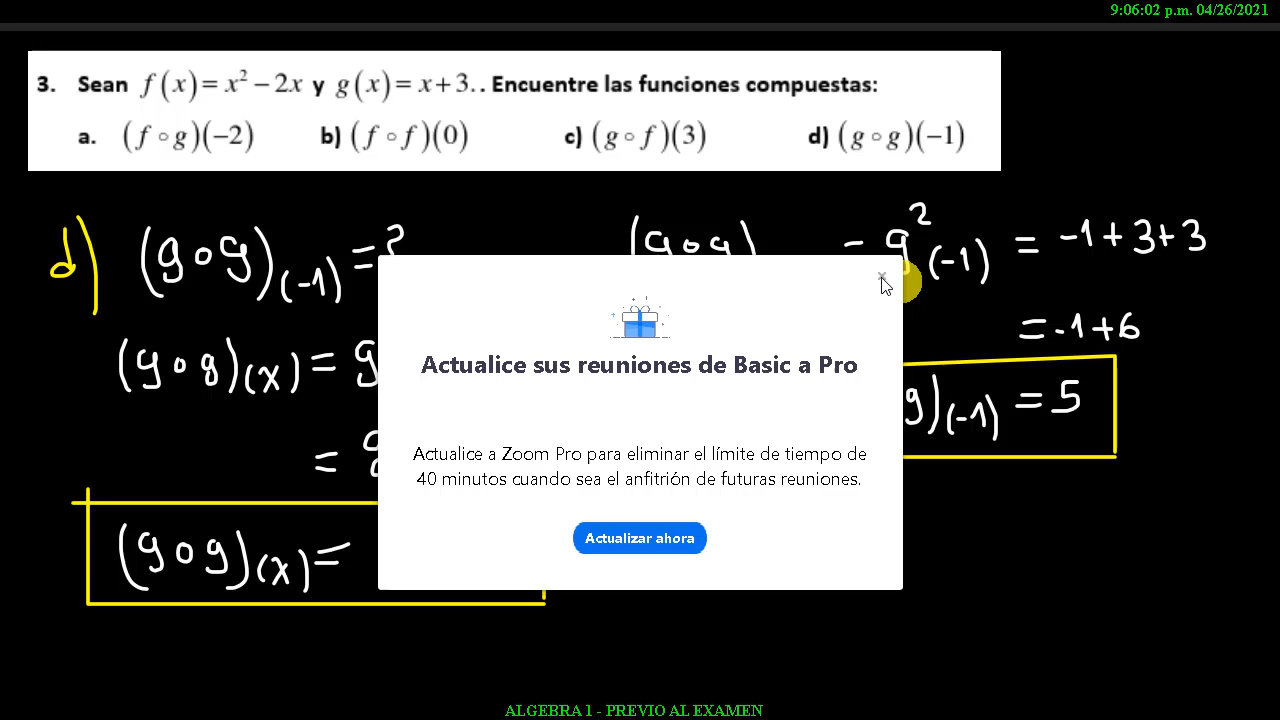 9:06:02 p.m. 04/26/2021
3. Sean f(x)=x²−2x y g(x)=x+3.. Encuentre las funciones compuestas:
a. (f∘g)(−2) b) (f∘f)(0) c) (g∘f)(3) d) (g∘g)(−1)
d) (g∘g)(-1) = ?
(g∘g) = g²(-1) = -1+3+3
= -1+6
(g∘g)(x) = g
g)(-1) = 5
=
(g∘g)(x) =
Actualice sus reuniones de Basic a Pro
Actualice a Zoom Pro para eliminar el límite de tiempo de
40 minutos cuando sea el anfitrión de futuras reuniones.
Actualizar ahora
ALGEBRA 1 - PREVIO AL EXAMEN